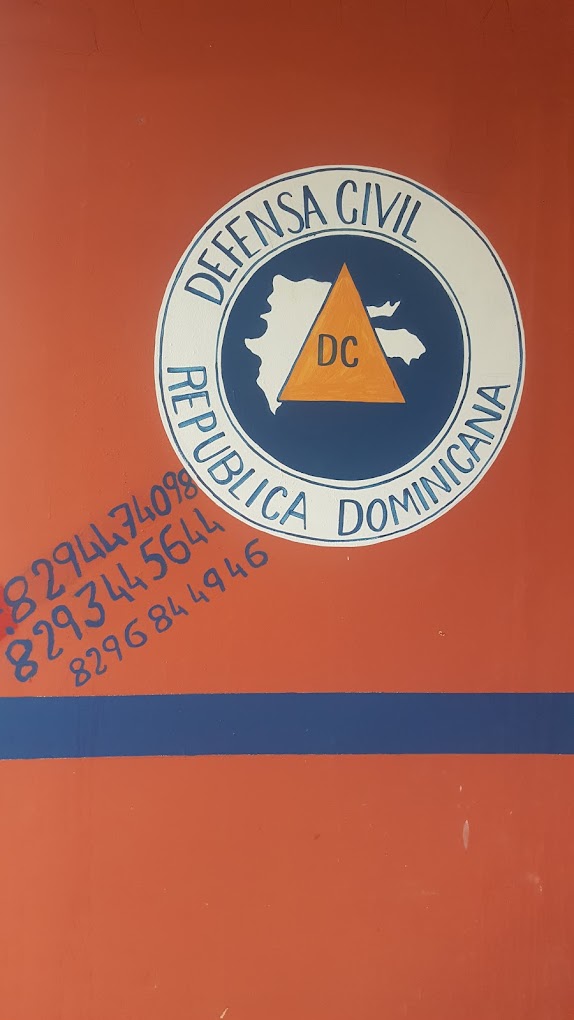 DEFENSA CIVIL
DC
REPUBLICA DOMINICANA
:8294474098
8293445644
8296844946